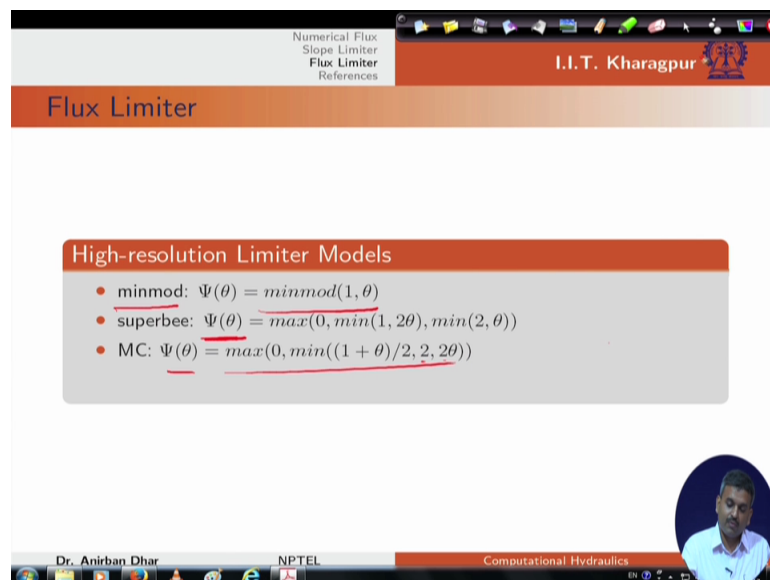 Numerical Flux
Slope Limiter
Flux Limiter
References
I.I.T. Kharagpur
Flux Limiter
High-resolution Limiter Models
• minmod: Ψ(θ) = minmod(1, θ)
• superbee: Ψ(θ) = max(0, min(1, 2θ), min(2, θ))
• MC: Ψ(θ) = max(0, min((1 + θ)/2, 2, 2θ))
Dr. Anirban Dhar NPTEL Computational Hydraulics
EN